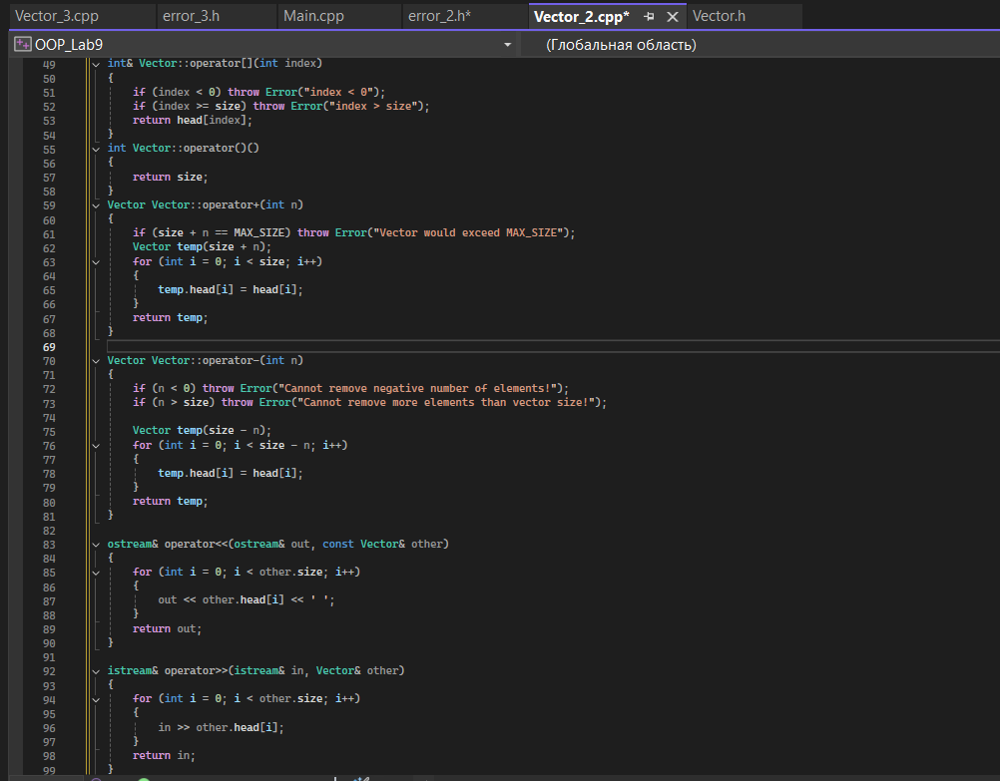 Vector_3.cpp error_3.h Main.cpp error_2.h* Vector_2.cpp* Vector.h
OOP_Lab9 (Глобальная область)
49 int& Vector::operator[](int index)
50 {
51 if (index < 0) throw Error("index < 0");
52 if (index >= size) throw Error("index > size");
53 return head[index];
54 }
55 int Vector::operator()()
56 {
57 return size;
58 }
59 Vector Vector::operator+(int n)
60 {
61 if (size + n == MAX_SIZE) throw Error("Vector would exceed MAX_SIZE");
62 Vector temp(size + n);
63 for (int i = 0; i < size; i++)
64 {
65 temp.head[i] = head[i];
66 }
67 return temp;
68 }
69
70 Vector Vector::operator-(int n)
71 {
72 if (n < 0) throw Error("Cannot remove negative number of elements!");
73 if (n > size) throw Error("Cannot remove more elements than vector size!");
74
75 Vector temp(size - n);
76 for (int i = 0; i < size - n; i++)
77 {
78 temp.head[i] = head[i];
79 }
80 return temp;
81 }
82
83 ostream& operator<<(ostream& out, const Vector& other)
84 {
85 for (int i = 0; i < other.size; i++)
86 {
87 out << other.head[i] << ' ';
88 }
89 return out;
90 }
91
92 istream& operator>>(istream& in, Vector& other)
93 {
94 for (int i = 0; i < other.size; i++)
95 {
96 in >> other.head[i];
97 }
98 return in;
99 }